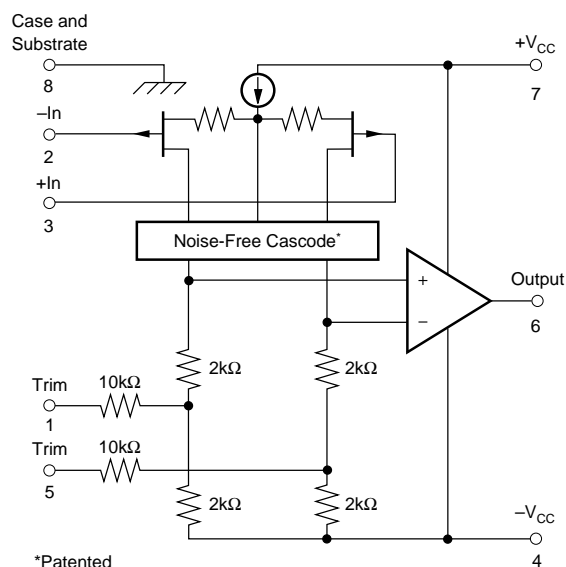 Case and
Substrate
8
–In
2
+In
3
+VCC
7
Noise-Free Cascode*
+
–
Output
6
2kΩ
2kΩ
Trim
10kΩ
1
Trim
10kΩ
5
2kΩ
2kΩ
–VCC
4
*Patented